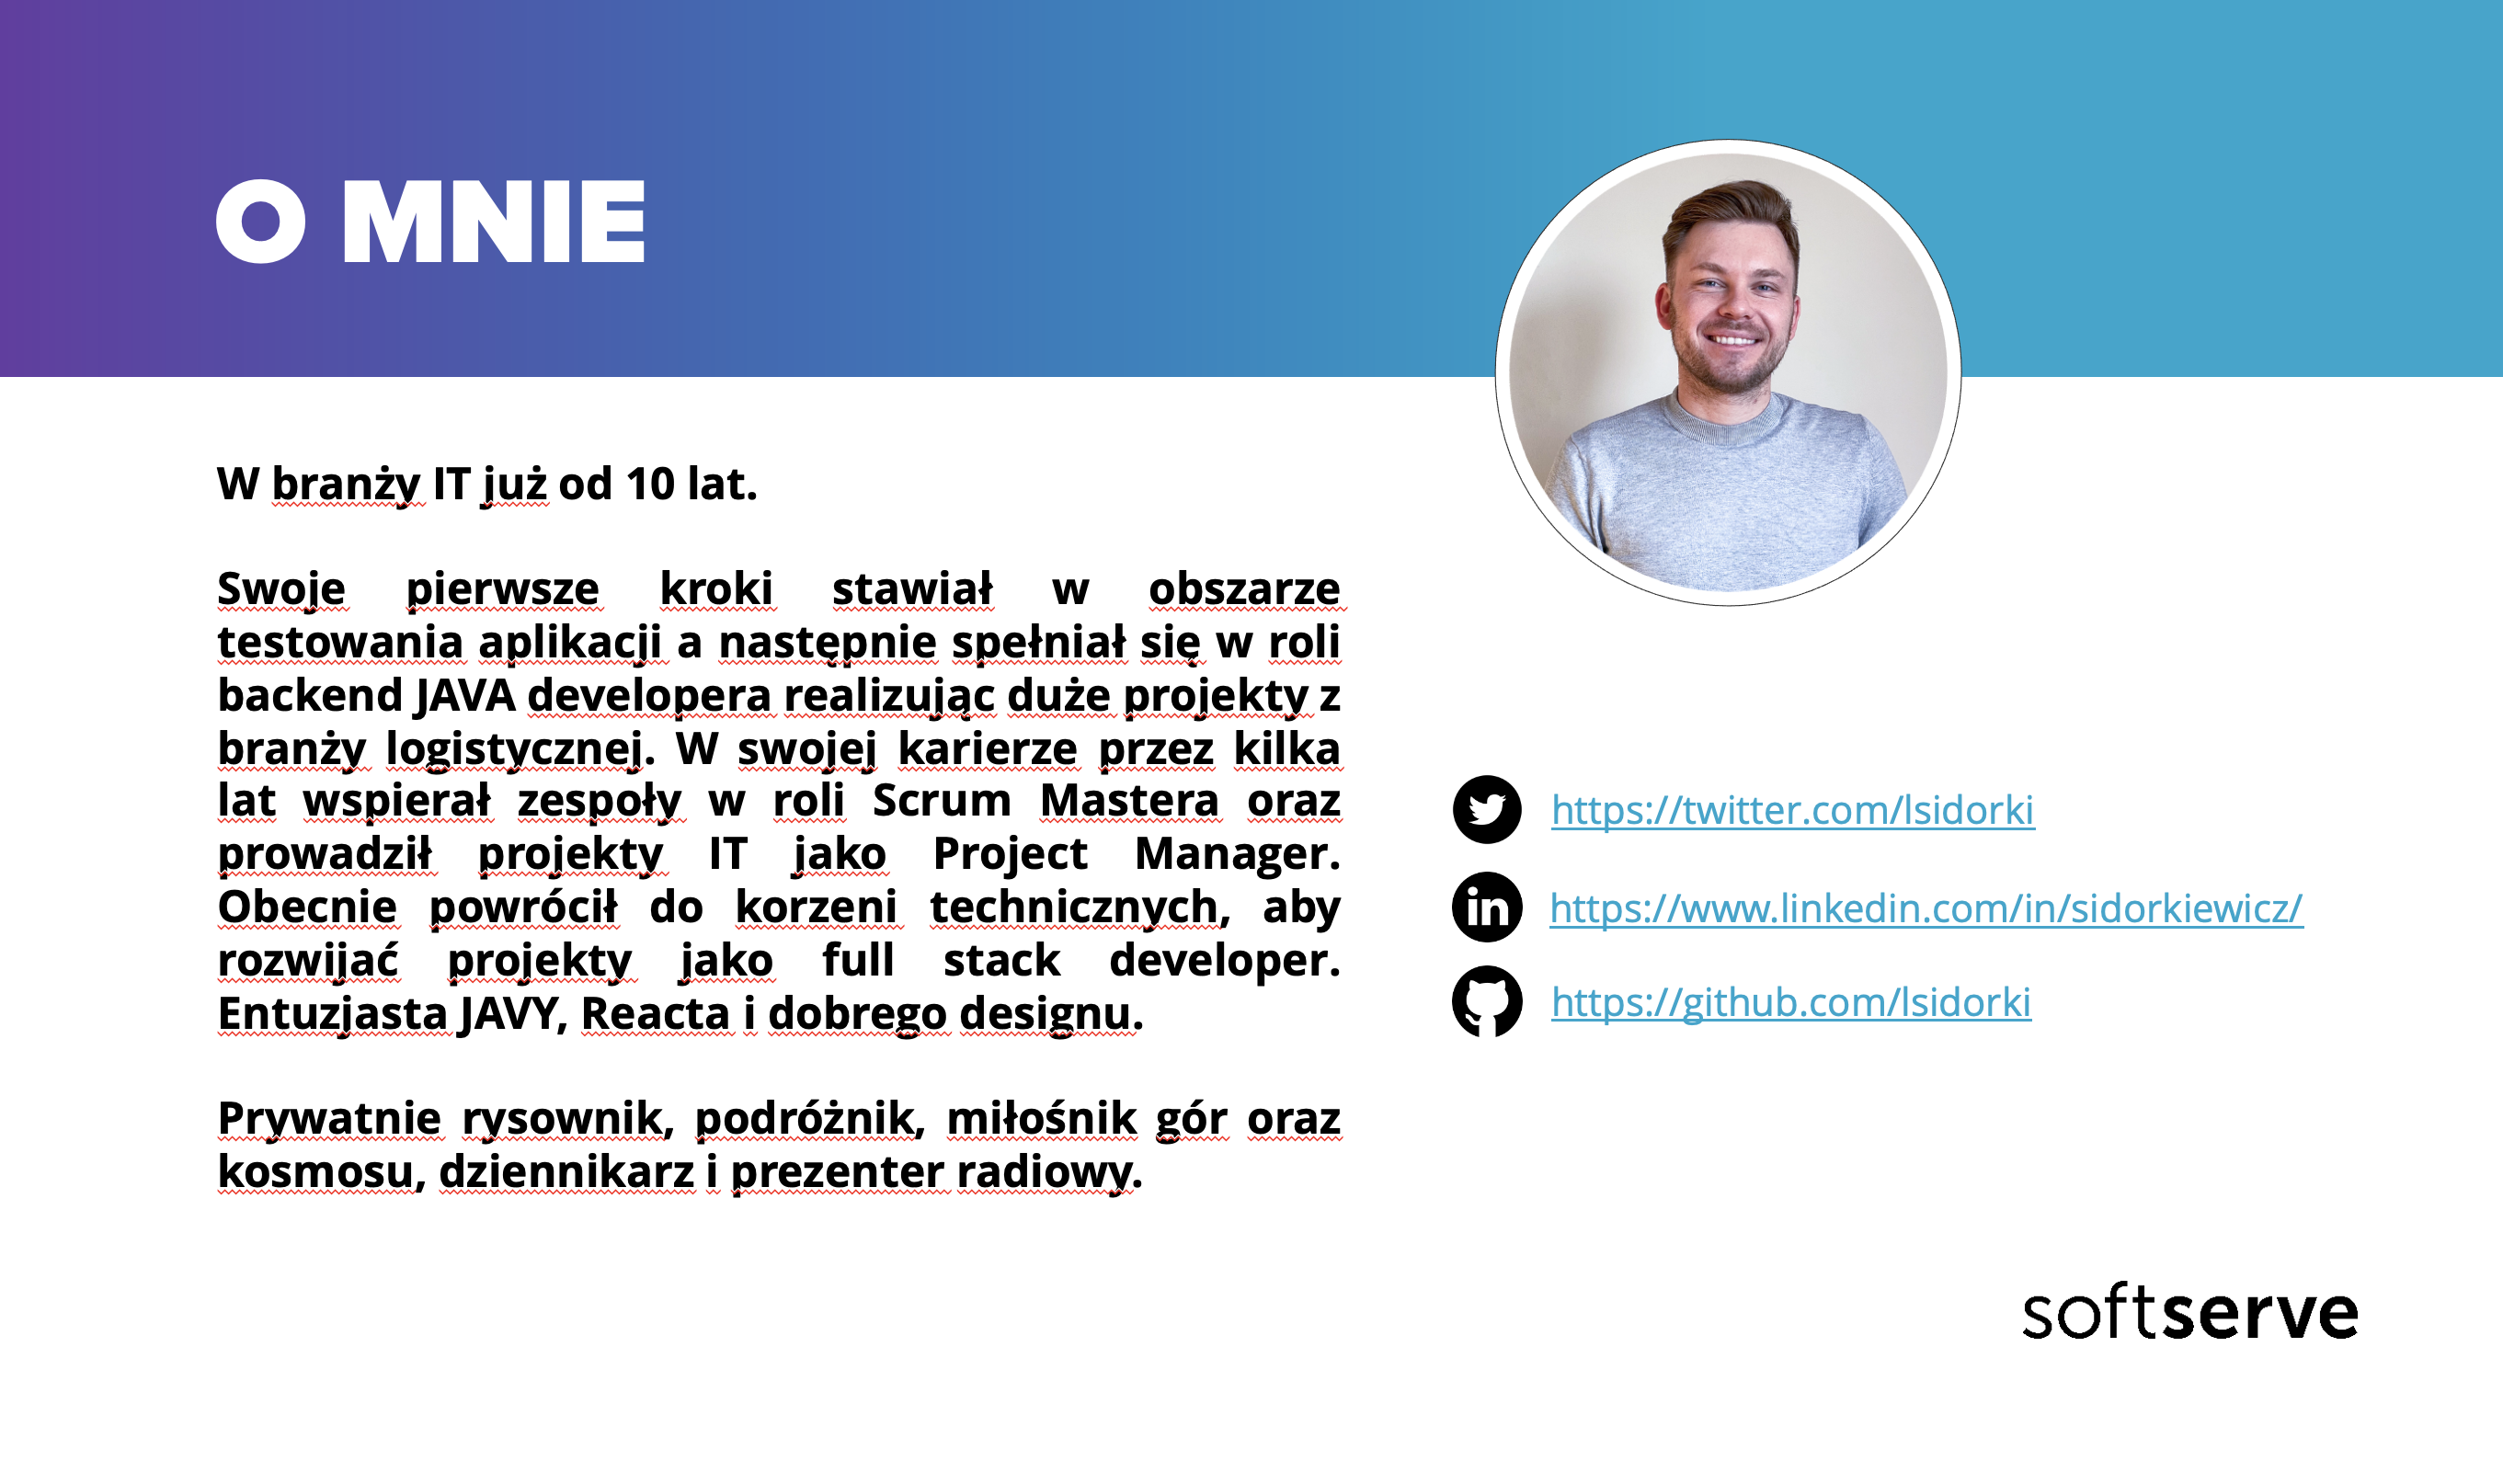 O MNIE
W branży IT już od 10 lat.
Swoje pierwsze kroki stawiał w obszarze
testowania aplikacji a następnie spełniał się w roli
backend JAVA developera realizując duże projekty z
branży logistycznej. W swojej karierze przez kilka
lat wspierał zespoły w roli Scrum Mastera oraz
prowadził projekty IT jako Project Manager.
Obecnie powrócił do korzeni technicznych, aby
rozwijać projekty jako full stack developer.
Entuzjasta JAVY, Reacta i dobrego designu.
Prywatnie rysownik, podróżnik, miłośnik gór oraz
kosmosu, dziennikarz i prezenter radiowy.
https://twitter.com/lsidorki
in
https://www.linkedin.com/in/sidorkiewicz/
https://github.com/lsidorki
softserve